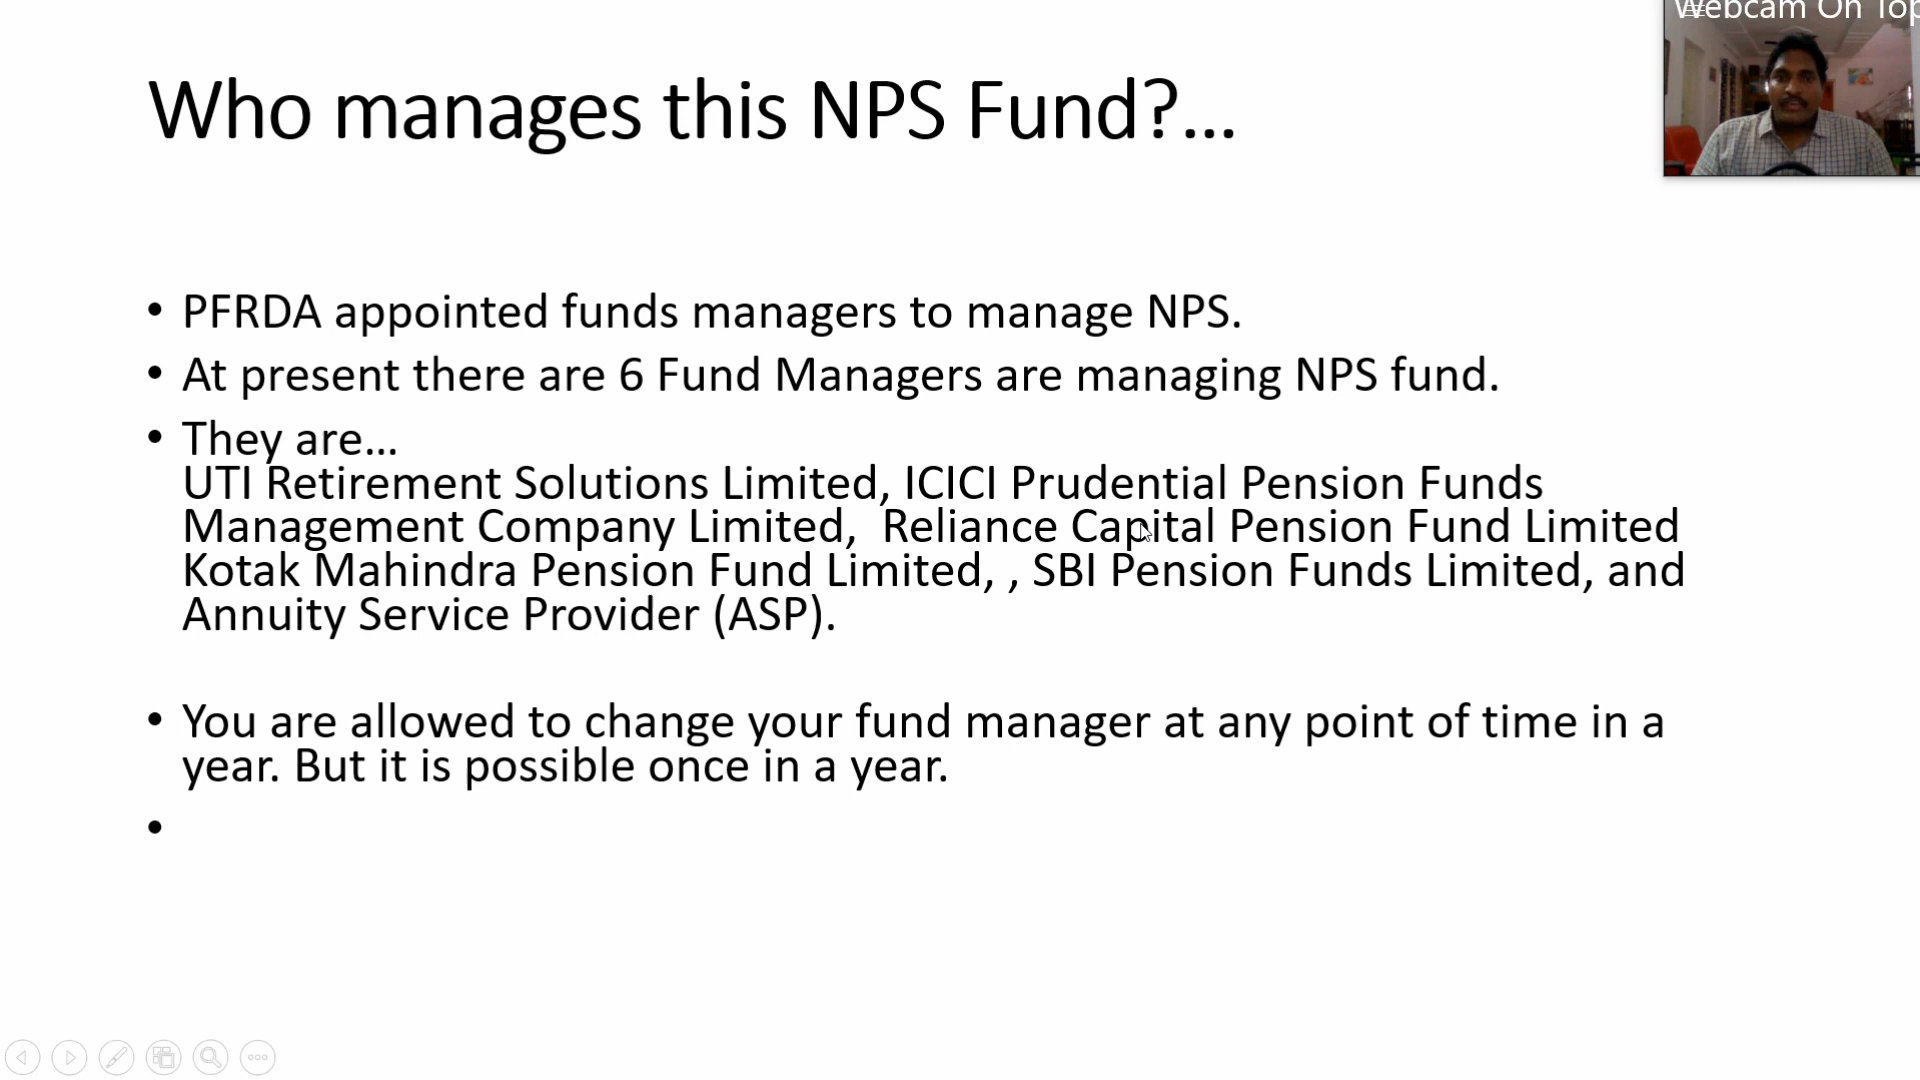 Webcam On Top
Who manages this NPS Fund?...
• PFRDA appointed funds managers to manage NPS.
• At present there are 6 Fund Managers are managing NPS fund.
• They are...
UTI Retirement Solutions Limited, ICICI Prudential Pension Funds
Management Company Limited,  Reliance Capital Pension Fund Limited
Kotak Mahindra Pension Fund Limited, , SBI Pension Funds Limited, and
Annuity Service Provider (ASP).
• You are allowed to change your fund manager at any point of time in a
year. But it is possible once in a year.
•